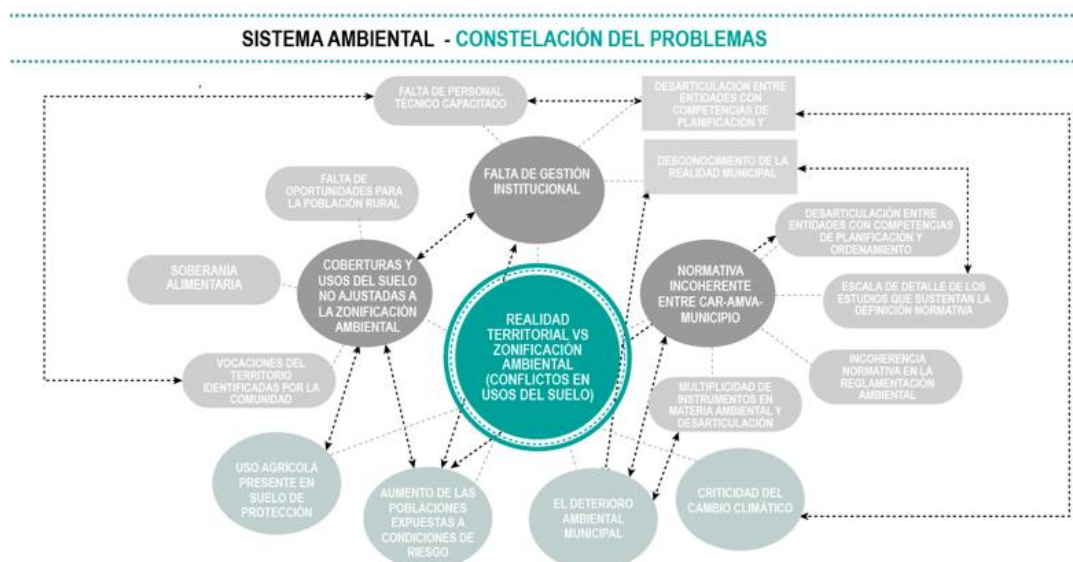 SISTEMA AMBIENTAL - CONSTELACIÓN DEL PROBLEMAS
FALTA DE PERSONAL
TÉCNICO CAPACITADO
DESARTICULACIÓN ENTRE
ENTIDADES CON
COMPETENCIAS DE
PLANIFICACIÓN Y
FALTA DE GESTIÓN
INSTITUCIONAL
DESCONOCIMIENTO DE LA
REALIDAD MUNICIPAL
FALTA DE
OPORTUNIDADES PARA
LA POBLACIÓN RURAL
DESARTICULACIÓN ENTRE
ENTIDADES CON COMPETENCIAS
DE PLANIFICACIÓN Y
ORDENAMIENTO
SOBERANÍA
ALIMENTARIA
COBERTURAS Y
USOS DEL SUELO
NO AJUSTADAS A
LA ZONIFICACIÓN
AMBIENTAL
NORMATIVA
INCOHERENTE
ENTRE CAR-AMVA-
MUNICIPIO
ESCALA DE DETALLE DE LOS
ESTUDIOS QUE SUSTENTAN LA
DEFINICIÓN NORMATIVA
REALIDAD
TERRITORIAL VS
ZONIFICACIÓN
AMBIENTAL
(CONFLICTOS EN
USOS DEL SUELO)
VOCACIONES DEL
TERRITORIO
IDENTIFICADAS POR LA
COMUNIDAD
INCOHERENCIA
NORMATIVA EN LA
REGLAMENTACIÓN
AMBIENTAL
MULTIPLICIDAD DE
INSTRUMENTOS EN
MATERIA AMBIENTAL Y
DESARTICULACIÓN
USO AGRÍCOLA
PRESENTE EN
SUELO DE
PROTECCIÓN
AUMENTO DE LAS
POBLACIONES
EXPUESTAS A
CONDICIONES DE
RIESGO
EL DETERIORO
AMBIENTAL
MUNICIPAL
CRITICIDAD DEL
CAMBIO CLIMÁTICO